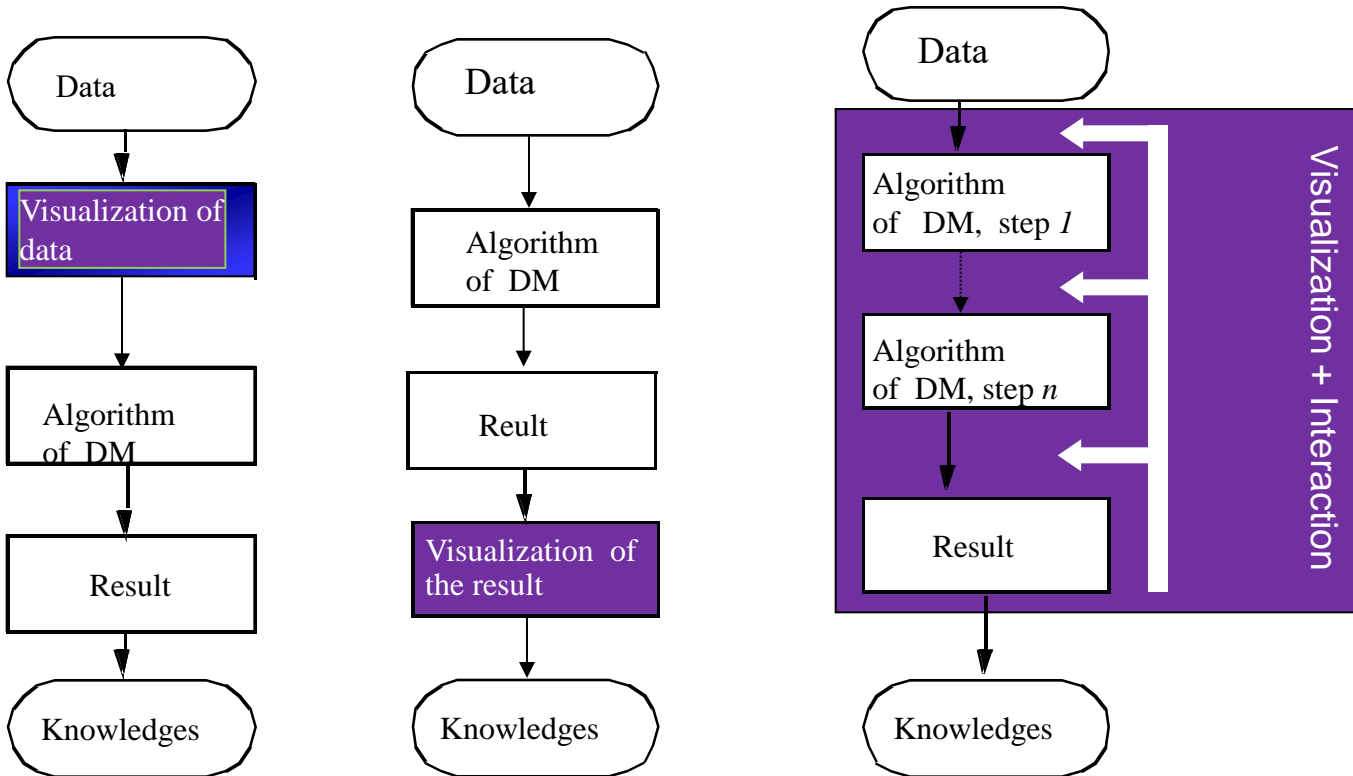 Data
Visualization of
data
Algorithm
of DM
Result
Knowledges
Data
Algorithm
of DM
Reult
Visualization of
the result
Knowledges
Data
Algorithm
of DM, step 1
Algorithm
of DM, step n
Result
Knowledges
Visualization + Interaction